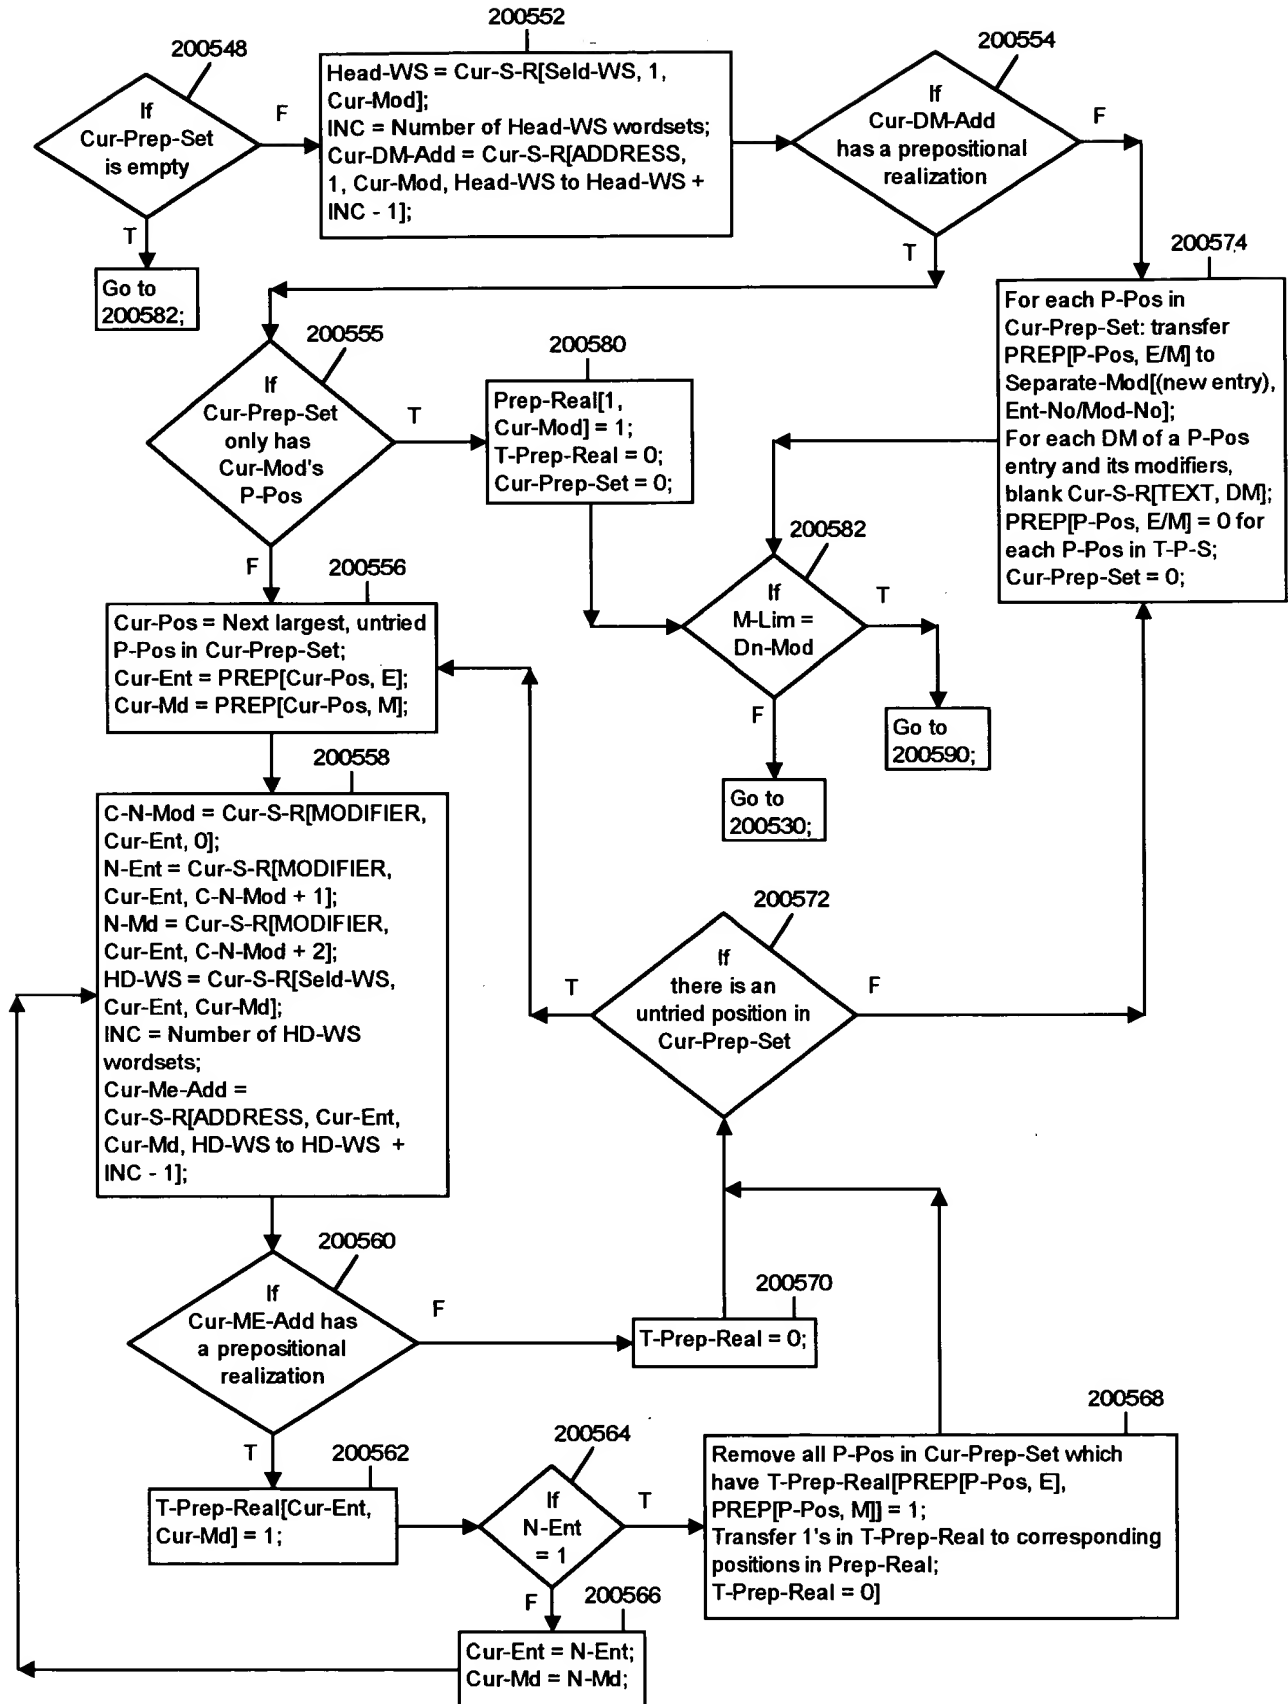 200548
If
Cur-Prep-Set
is empty
F
T
Go to
200582;
200552
Head-WS = Cur-S-R[Seld-WS, 1,
Cur-Mod];
INC = Number of Head-WS wordsets;
Cur-DM-Add = Cur-S-R[ADDRESS,
1, Cur-Mod, Head-WS to Head-WS +
INC - 1];
200554
If
Cur-DM-Add
has a prepositional
realization
F
T
200574
For each P-Pos in
Cur-Prep-Set: transfer
PREP[P-Pos, E/M] to
Separate-Mod[(new entry),
Ent-No/Mod-No];
For each DM of a P-Pos
entry and its modifiers,
blank Cur-S-R[TEXT, DM];
PREP[P-Pos, E/M] = 0 for
each P-Pos in T-P-S;
Cur-Prep-Set = 0;
200555
If
Cur-Prep-Set
only has
Cur-Mod's
P-Pos
T
F
200580
Prep-Real[1,
Cur-Mod] = 1;
T-Prep-Real = 0;
Cur-Prep-Set = 0;
200582
If
M-Lim =
Dn-Mod
T
F
Go to
200590;
Go to
200530;
200556
Cur-Pos = Next largest, untried
P-Pos in Cur-Prep-Set;
Cur-Ent = PREP[Cur-Pos, E];
Cur-Md = PREP[Cur-Pos, M];
200558
C-N-Mod = Cur-S-R[MODIFIER,
Cur-Ent, 0];
N-Ent = Cur-S-R[MODIFIER,
Cur-Ent, C-N-Mod + 1];
N-Md = Cur-S-R[MODIFIER,
Cur-Ent, C-N-Mod + 2];
HD-WS = Cur-S-R[Seld-WS,
Cur-Ent, Cur-Md];
INC = Number of HD-WS
wordsets;
Cur-Me-Add =
Cur-S-R[ADDRESS, Cur-Ent,
Cur-Md, HD-WS to HD-WS +
INC - 1];
200572
If
there is an
untried position in
Cur-Prep-Set
T
F
200560
If
Cur-ME-Add has
a prepositional
realization
F
T
200570
T-Prep-Real = 0;
200562
T-Prep-Real[Cur-Ent,
Cur-Md] = 1;
200564
If
N-Ent
= 1
T
F
200568
Remove all P-Pos in Cur-Prep-Set which
have T-Prep-Real[PREP[P-Pos, E],
PREP[P-Pos, M]] = 1;
Transfer 1's in T-Prep-Real to corresponding
positions in Prep-Real;
T-Prep-Real = 0]
200566
Cur-Ent = N-Ent;
Cur-Md = N-Md;